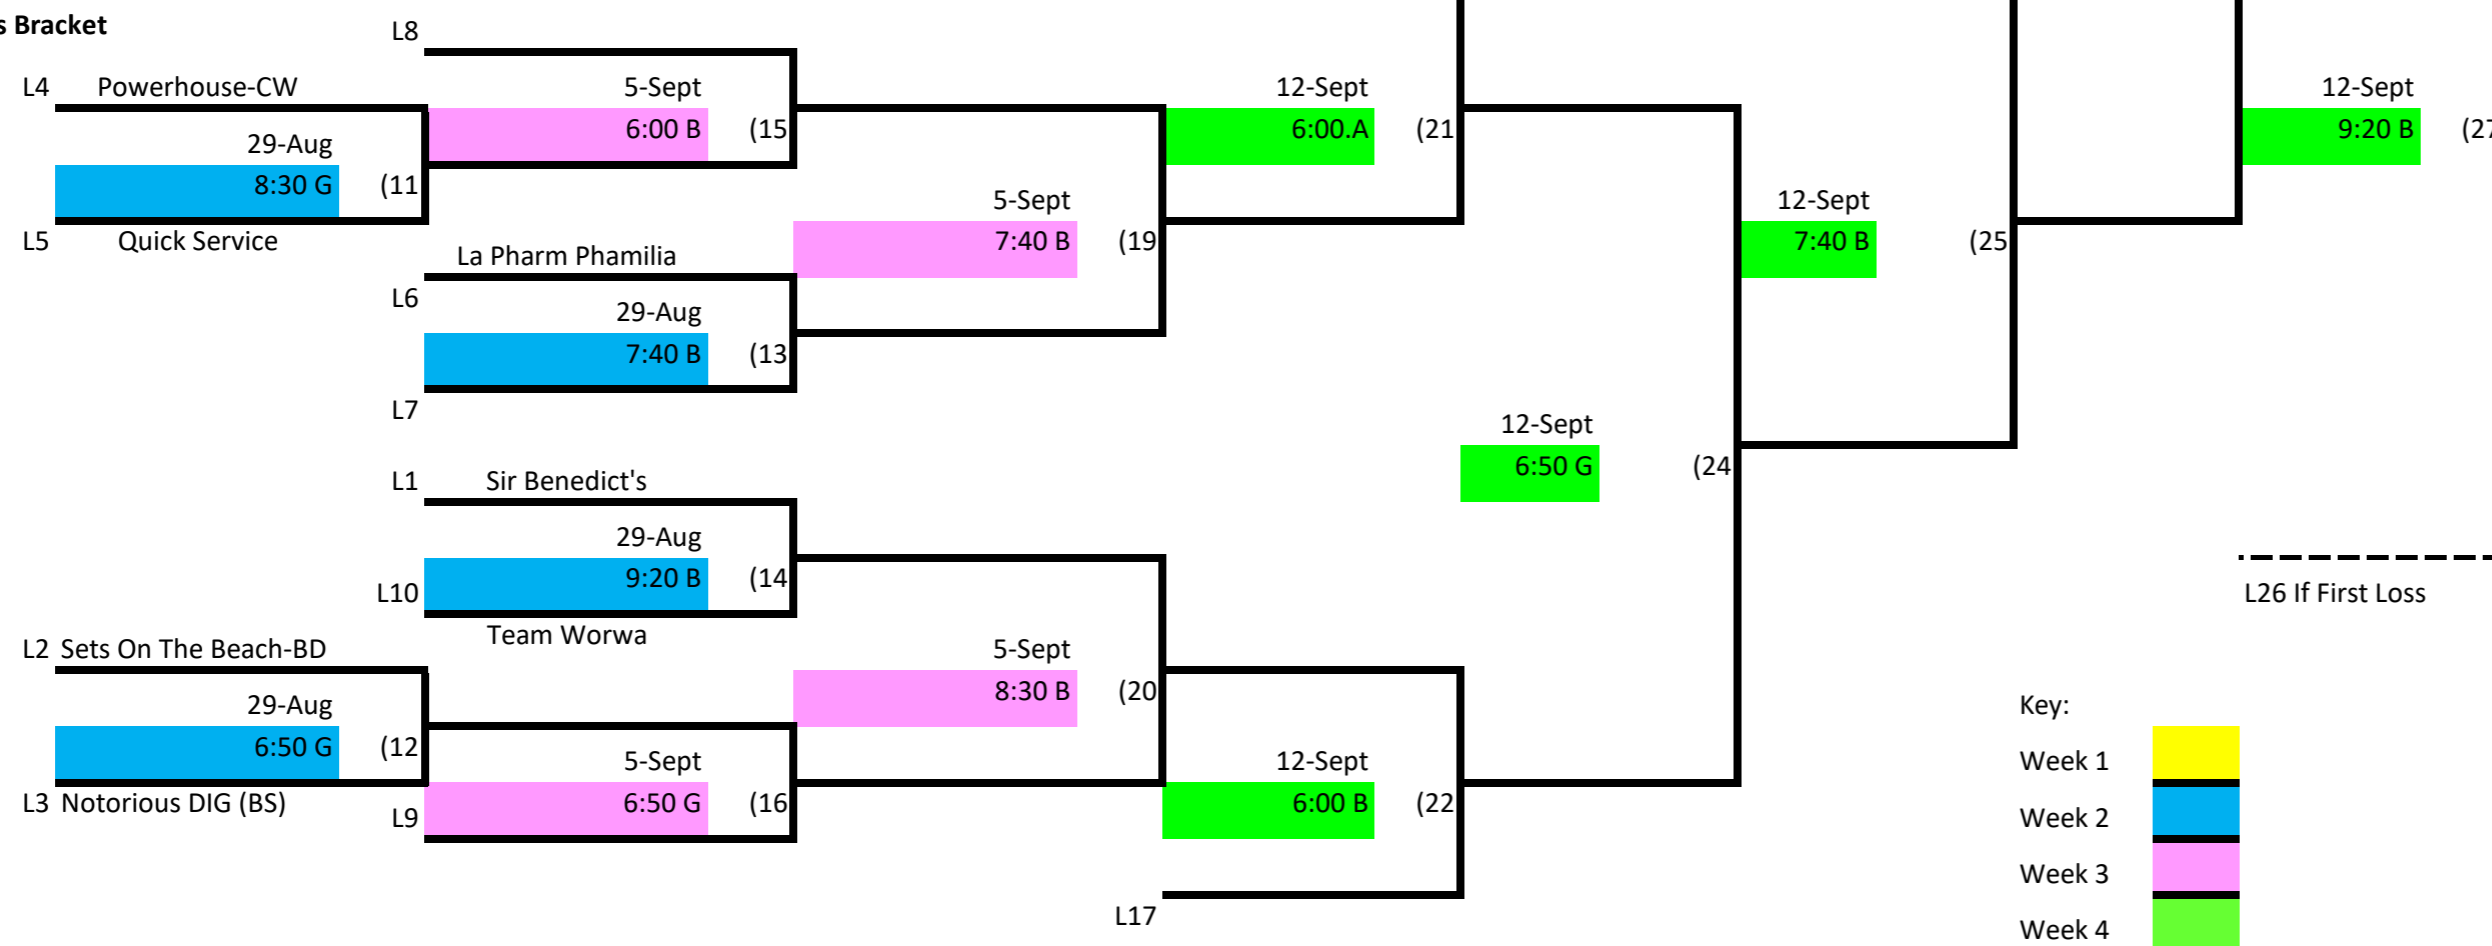 s Bracket
L8
L4 Powerhouse-CW 5-Sept 12-Sept 12-Sept
6:00 B (15 6:00.A (21 9:20 B (27
29-Aug
8:30 G (11
5-Sept 12-Sept
L5 Quick Service 7:40 B (19 7:40 B (25
La Pharm Phamilia
L6
29-Aug
7:40 B (13
L7
12-Sept
6:50 G (24
L1 Sir Benedict's
29-Aug
9:20 B (14
L10 L26 If First Loss
Team Worwa
L2 Sets On The Beach-BD 5-Sept
8:30 B (20
29-Aug Key:
6:50 G (12
5-Sept 12-Sept Week 1
L3 Notorious DIG (BS) 6:50 G (16 6:00 B (22
L9 Week 2
Week 3
L17
Week 4